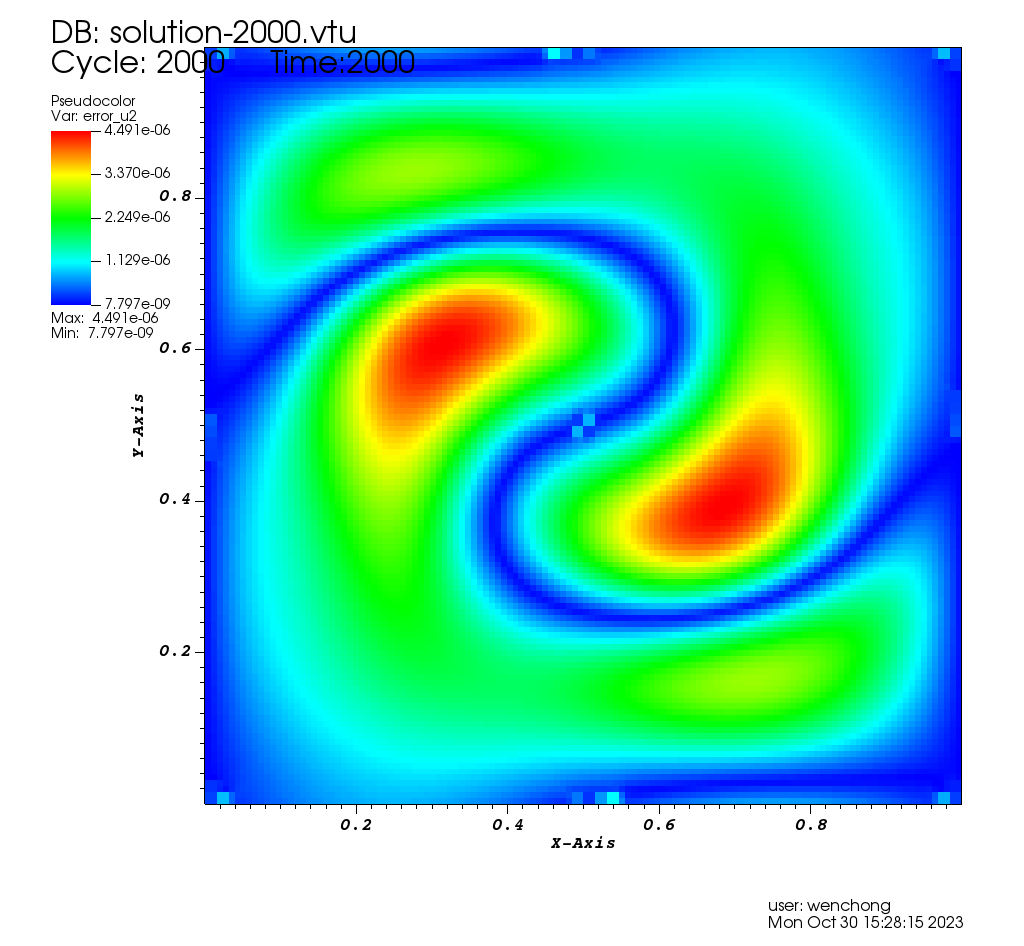 DB: solution-2000.vtu
Cycle: 2000 Time:2000
Pseudocolor
Var: error_u2
4.491e-06
3.370e-06
2.249e-06
1.129e-06
7.797e-09
Max: 4.491e-06
Min: 7.797e-09
0.8
0.6
0.4
0.2
Y-Axis
0.2 0.4 0.6 0.8
X-Axis
user: wenchong
Mon Oct 30 15:28:15 2023